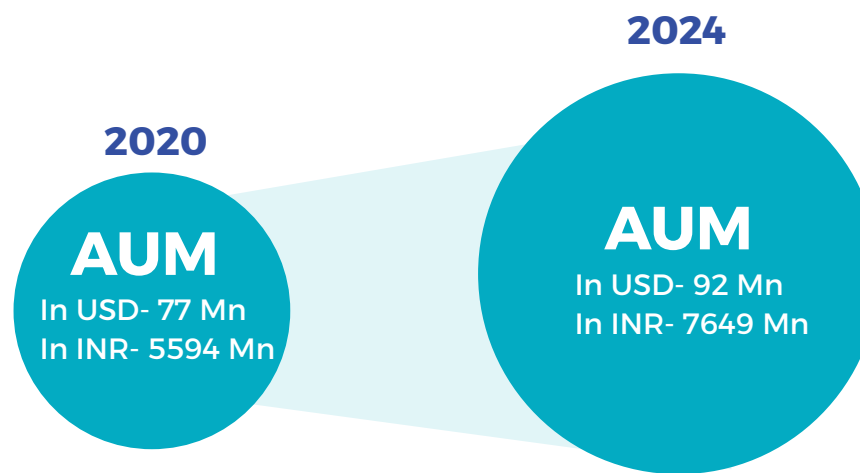 2020
AUM
In USD- 77 Mn
In INR- 5594 Mn
2024
AUM
In USD- 92 Mn
In INR- 7649 Mn